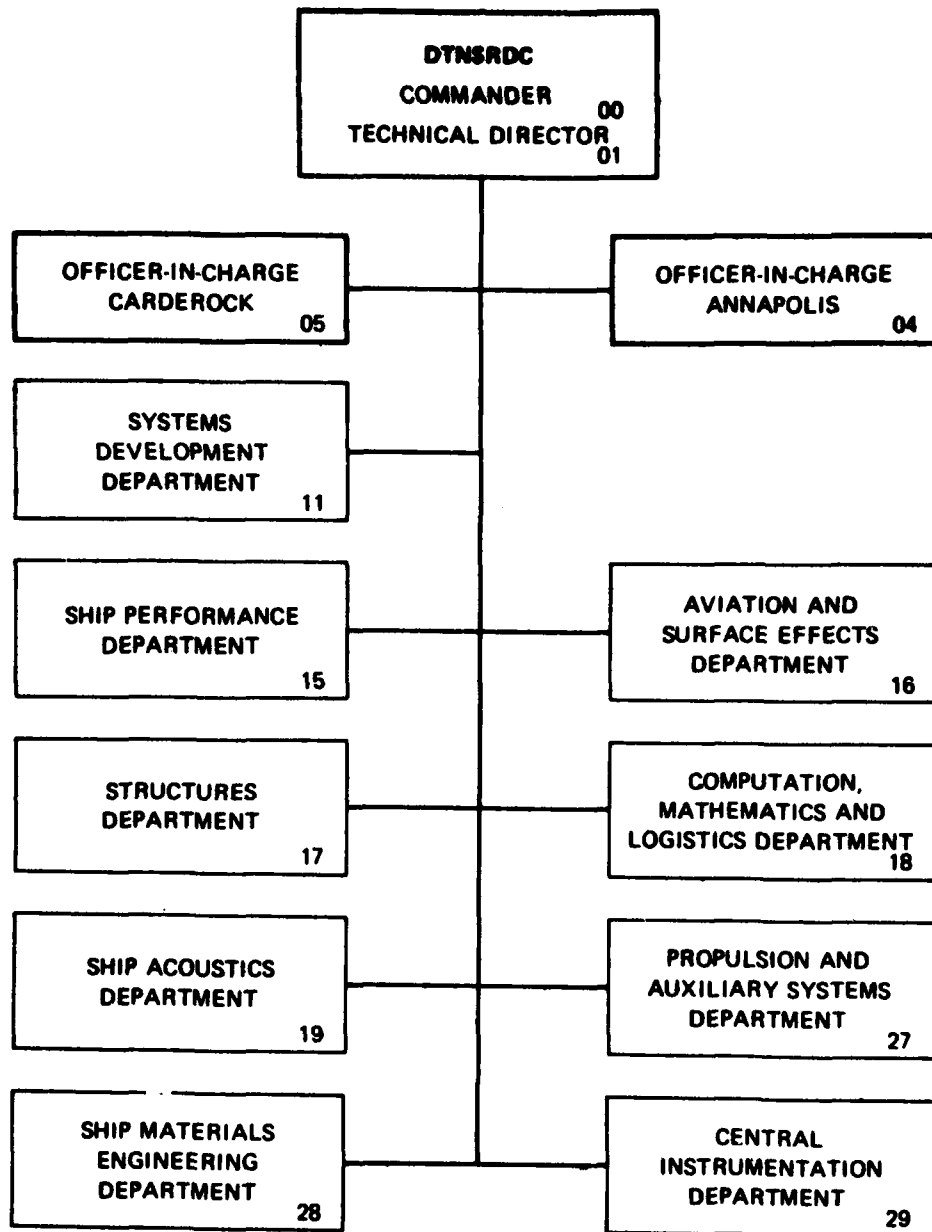 DTNSRDC
COMMANDER
00
TECHNICAL DIRECTOR
01
OFFICER-IN-CHARGE
CARDEROCK
05
OFFICER-IN-CHARGE
ANNAPOLIS
04
SYSTEMS
DEVELOPMENT
DEPARTMENT
11
SHIP PERFORMANCE
DEPARTMENT
15
AVIATION AND
SURFACE EFFECTS
DEPARTMENT
16
STRUCTURES
DEPARTMENT
17
COMPUTATION,
MATHEMATICS AND
LOGISTICS DEPARTMENT
18
SHIP ACOUSTICS
DEPARTMENT
19
PROPULSION AND
AUXILIARY SYSTEMS
DEPARTMENT
27
SHIP MATERIALS
ENGINEERING
DEPARTMENT
28
CENTRAL
INSTRUMENTATION
DEPARTMENT
29